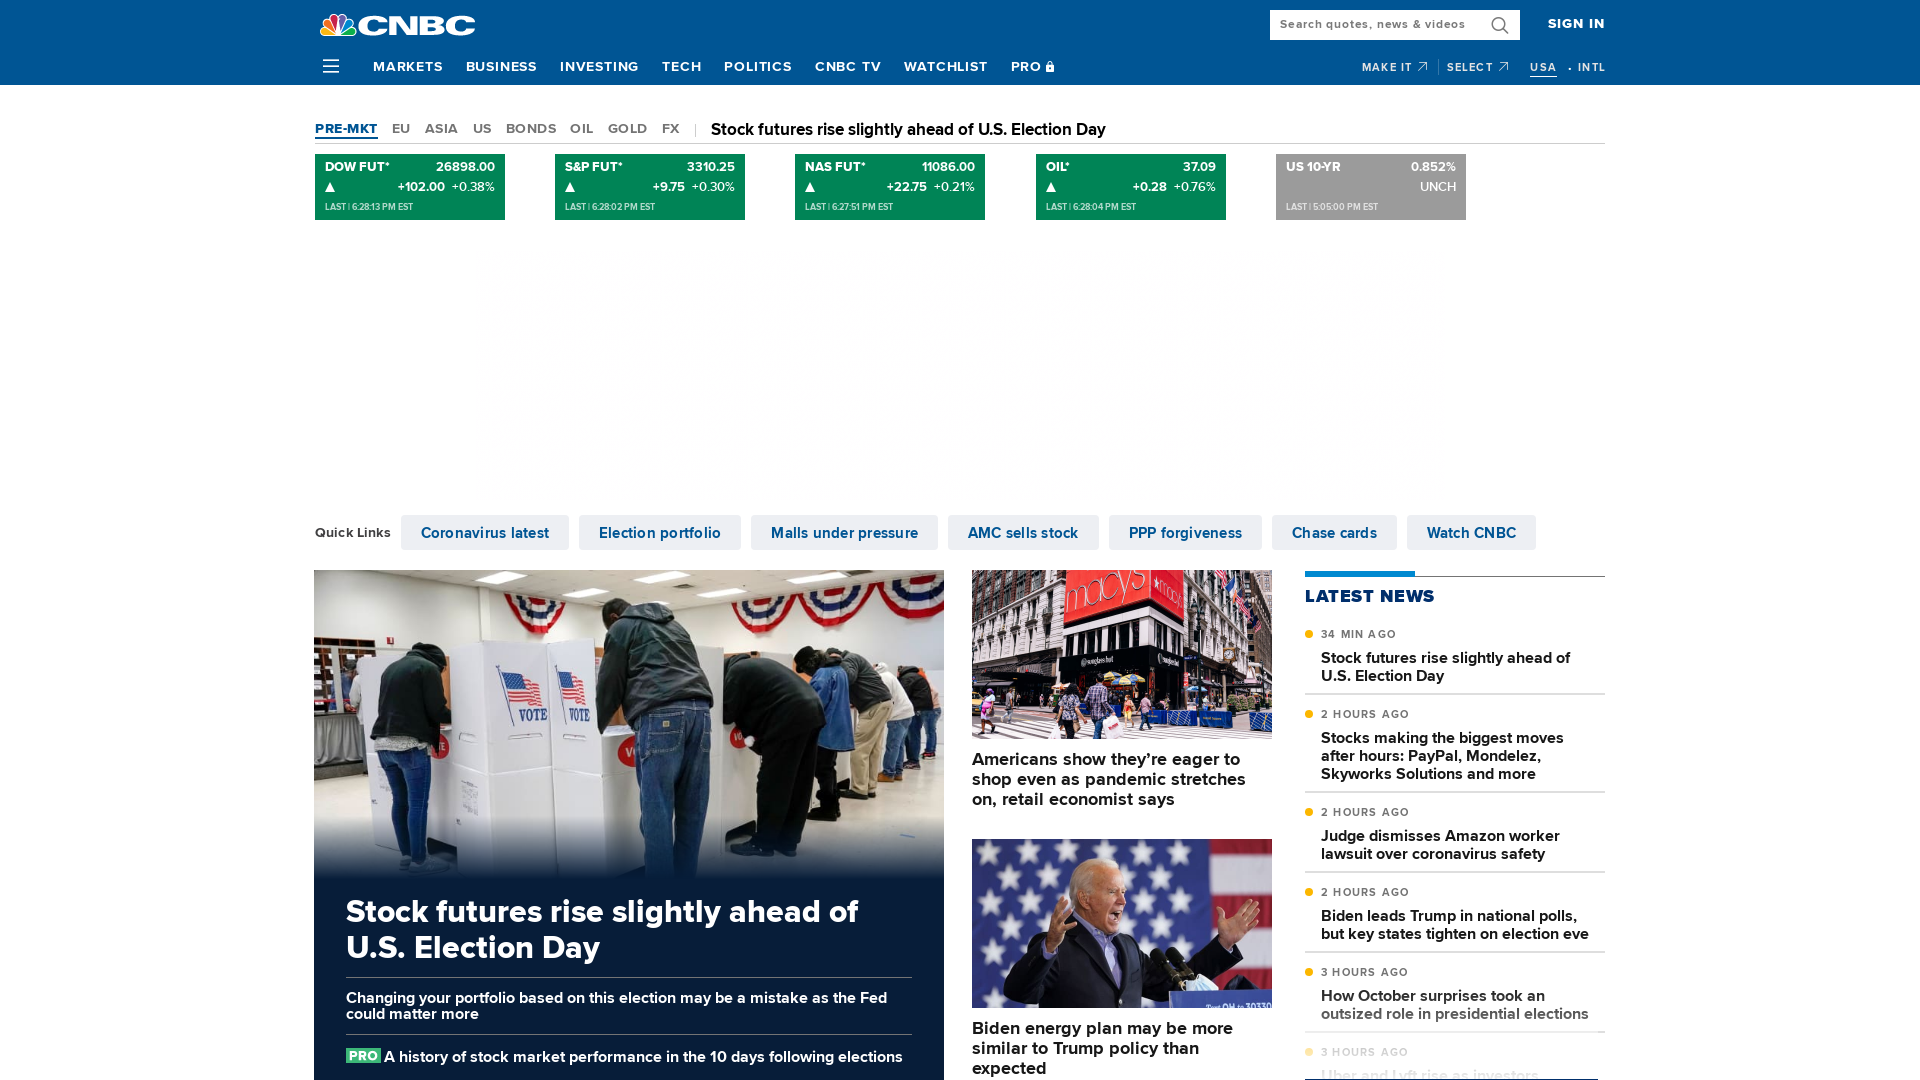 CNBC
Search quotes, news & videos
SIGN IN
MARKETS BUSINESS INVESTING TECH POLITICS CNBC TV WATCHLIST PRO
MAKE IT SELECT USA • INTL
PRE-MKT EU ASIA US BONDS OIL GOLD FX
Stock futures rise slightly ahead of U.S. Election Day
DOW FUT* 26898.00
+102.00 +0.38%
LAST | 6:28:13 PM EST
S&P FUT* 3310.25
+9.75 +0.30%
LAST | 6:28:02 PM EST
NAS FUT* 11086.00
+22.75 +0.21%
LAST | 6:27:51 PM EST
OIL* 37.09
+0.28 +0.76%
LAST | 6:28:04 PM EST
US 10-YR 0.852%
UNCH
LAST | 5:05:00 PM EST
Quick Links
Coronavirus latest
Election portfolio
Malls under pressure
AMC sells stock
PPP forgiveness
Chase cards
Watch CNBC
VOTE
VOTE
Stock futures rise slightly ahead of
U.S. Election Day
Changing your portfolio based on this election may be a mistake as the Fed
could matter more
PRO A history of stock market performance in the 10 days following elections
macy's
Americans show they’re eager to
shop even as pandemic stretches
on, retail economist says
Text OH to 30330
Biden energy plan may be more
similar to Trump policy than
expected
LATEST NEWS
34 MIN AGO
Stock futures rise slightly ahead of
U.S. Election Day
2 HOURS AGO
Stocks making the biggest moves
after hours: PayPal, Mondelez,
Skyworks Solutions and more
2 HOURS AGO
Judge dismisses Amazon worker
lawsuit over coronavirus safety
2 HOURS AGO
Biden leads Trump in national polls,
but key states tighten on election eve
3 HOURS AGO
How October surprises took an
outsized role in presidential elections
3 HOURS AGO
Uber and Lyft rise as investors